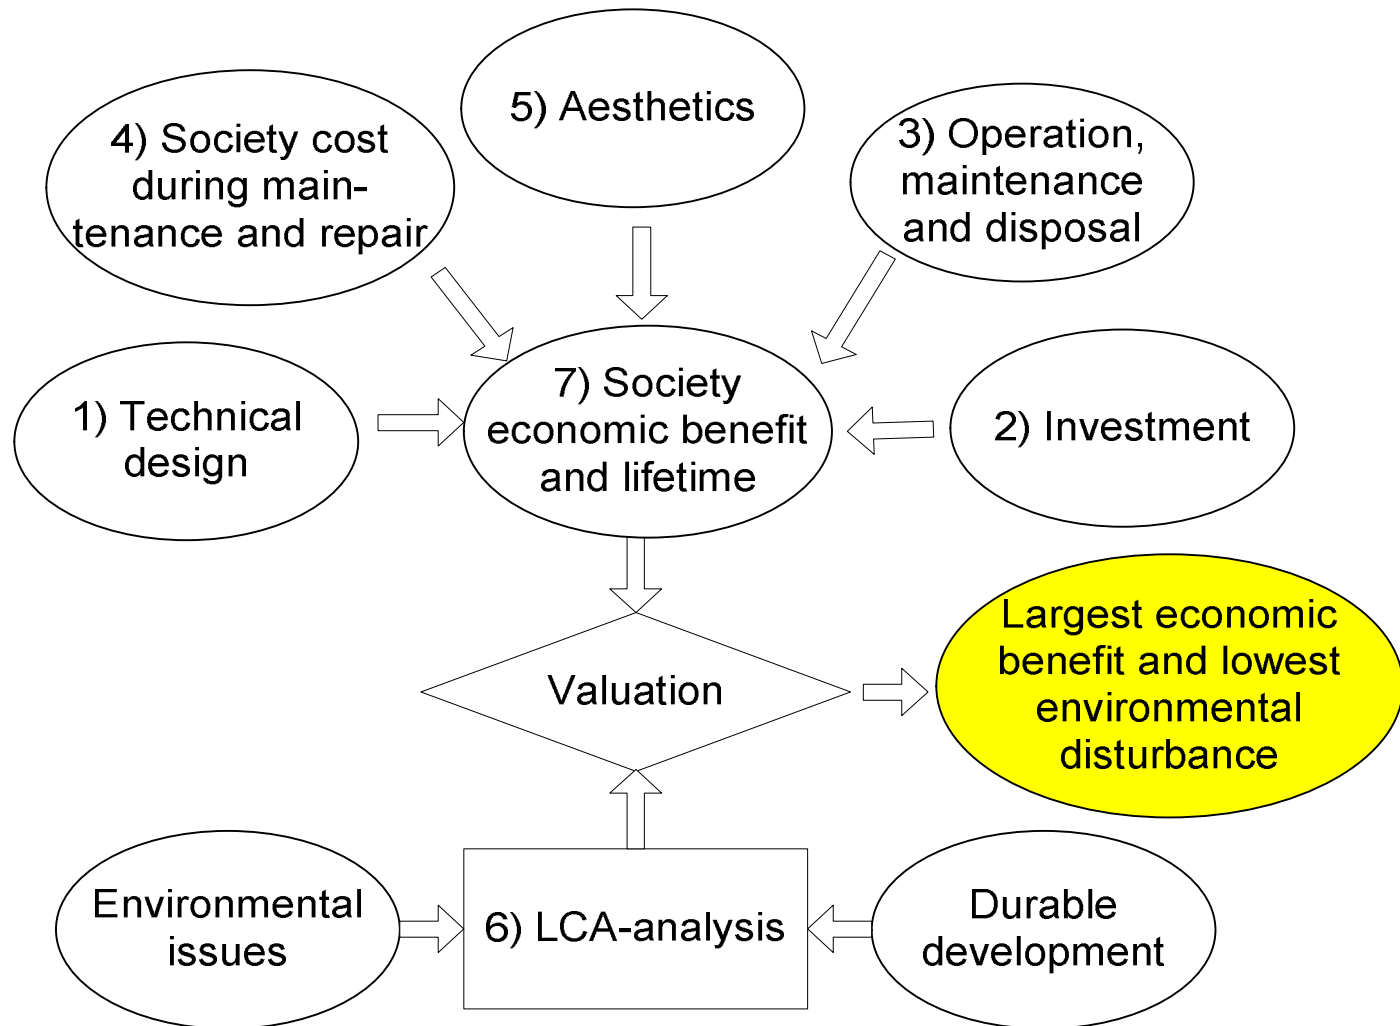 5) Aesthetics
4) Society cost
during main-
tenance and repair
3) Operation,
maintenance
and disposal
1) Technical
design
7) Society
economic benefit
and lifetime
2) Investment
Valuation
Largest economic
benefit and lowest
environmental
disturbance
Environmental
issues
6) LCA-analysis
Durable
development